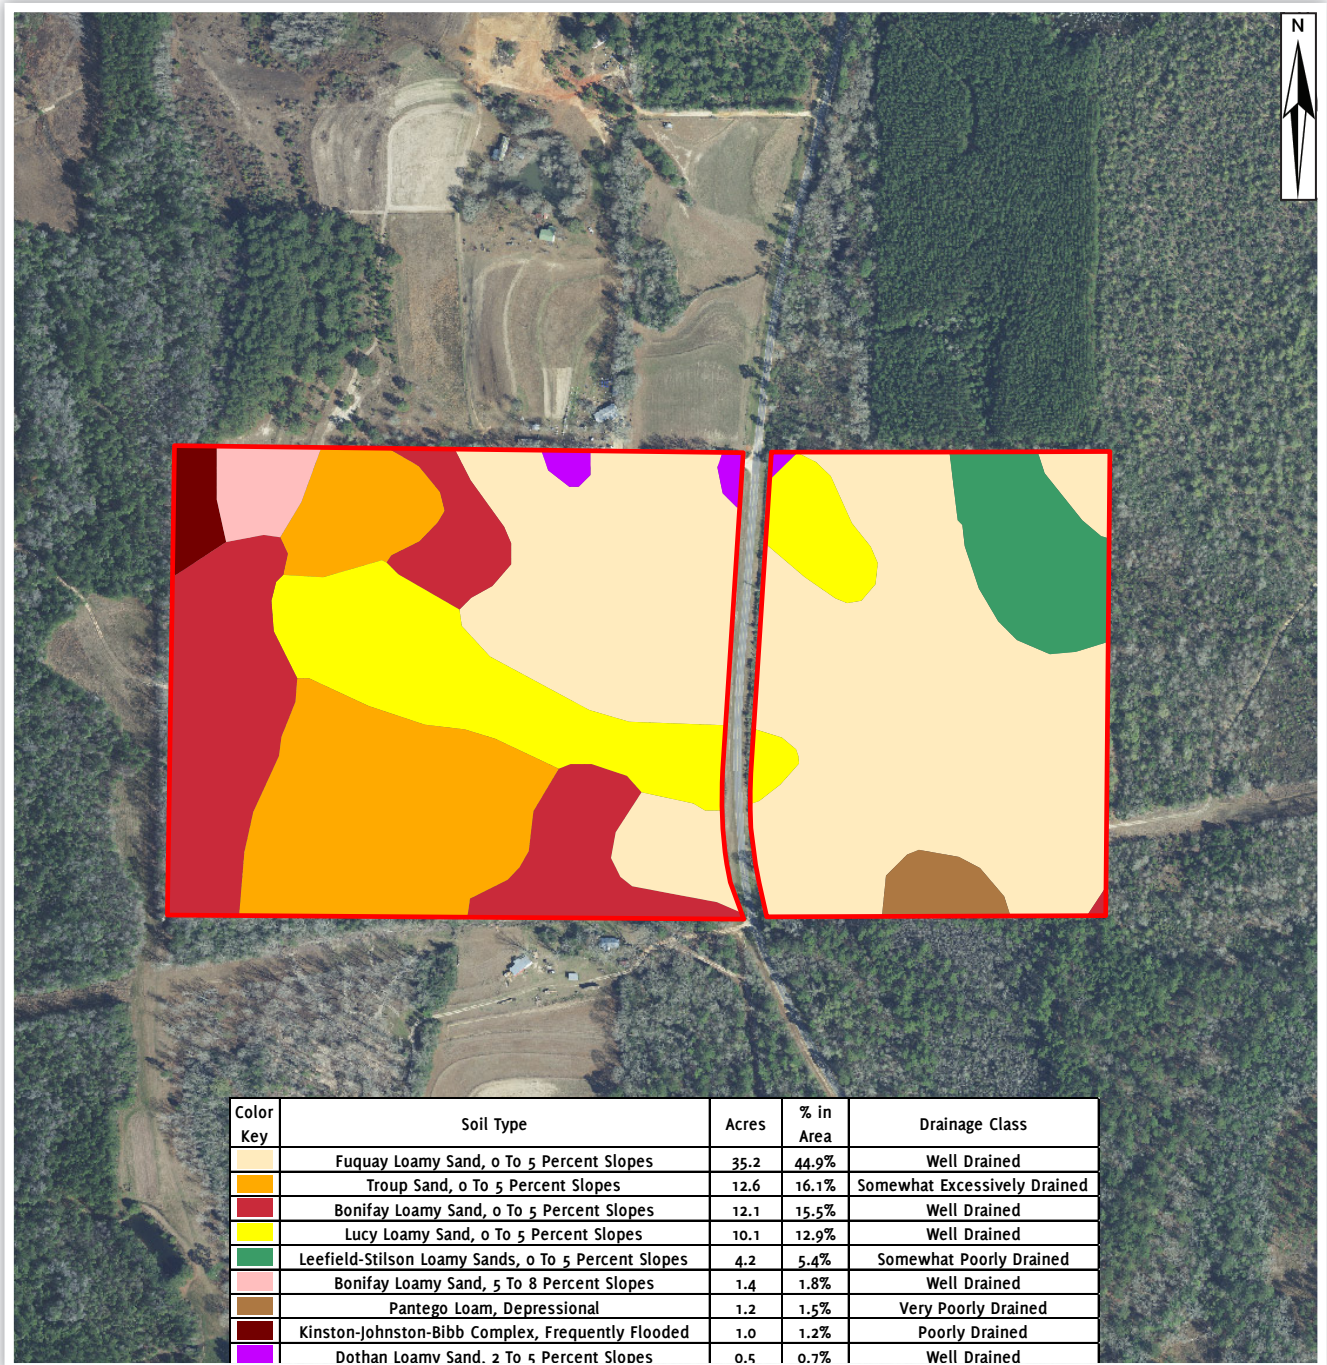 N
Color Key Soil Type Acres % in Area Drainage Class
Fuquay Loamy Sand, 0 To 5 Percent Slopes 35.2 44.9% Well Drained
Troup Sand, 0 To 5 Percent Slopes 12.6 16.1% Somewhat Excessively Drained
Bonifay Loamy Sand, 0 To 5 Percent Slopes 12.1 15.5% Well Drained
Lucy Loamy Sand, 0 To 5 Percent Slopes 10.1 12.9% Well Drained
Leefield-Stilson Loamy Sands, 0 To 5 Percent Slopes 4.2 5.4% Somewhat Poorly Drained
Bonifay Loamy Sand, 5 To 8 Percent Slopes 1.4 1.8% Well Drained
Pantego Loam, Depressional 1.2 1.5% Very Poorly Drained
Kinston-Johnston-Bibb Complex, Frequently Flooded 1.0 1.2% Poorly Drained
Dothan Loamy Sand, 2 To 5 Percent Slopes 0.5 0.7% Well Drained